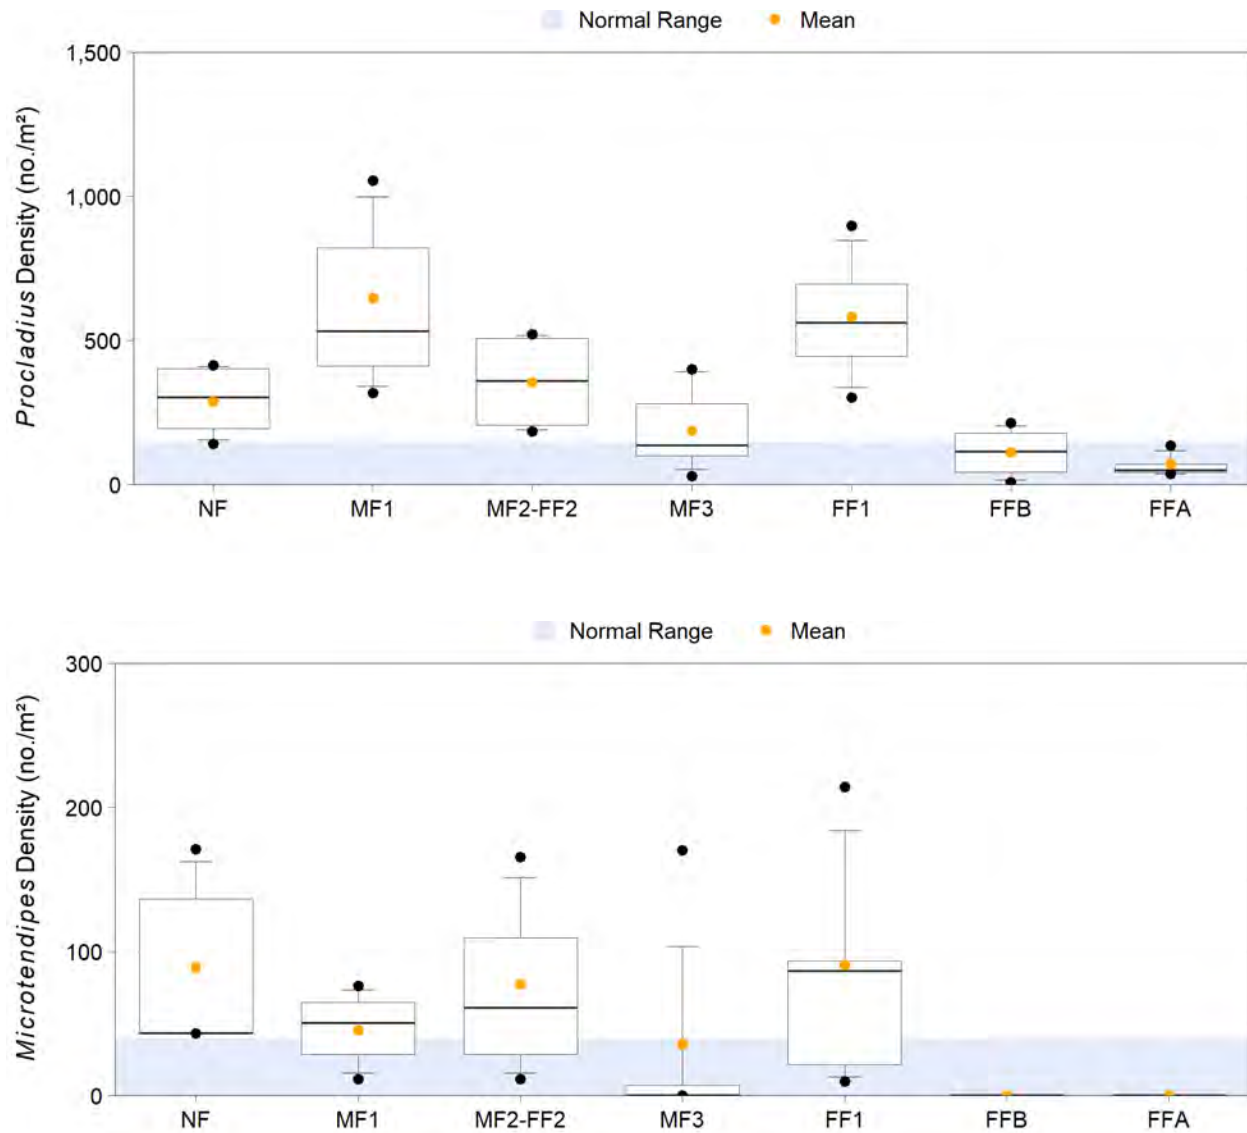 Normal Range Mean
1,500
1,000
500
0
Procladius Density (no./m²)
NF MF1 MF2-FF2 MF3 FF1 FFB FFA
Normal Range Mean
300
200
100
0
Microtendipes Density (no./m²)
NF MF1 MF2-FF2 MF3 FF1 FFB FFA